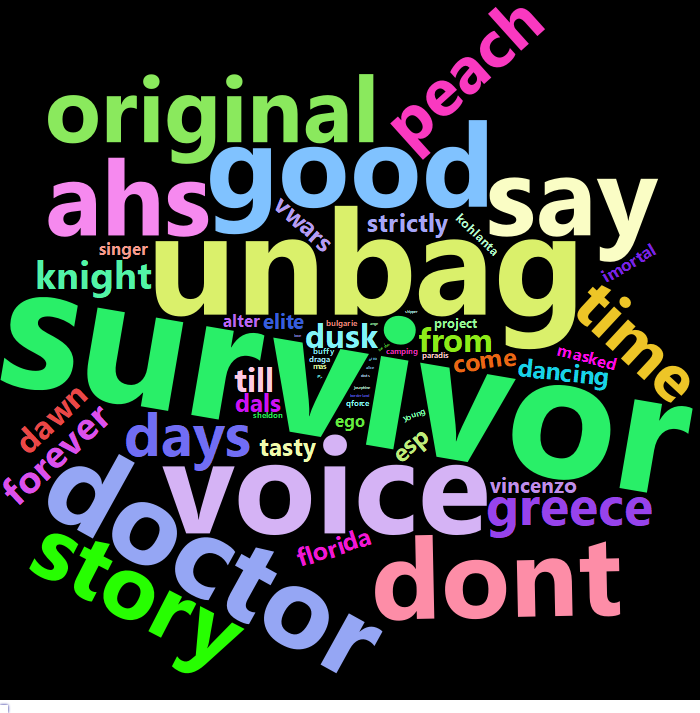 peach
original
good
ahs
say
vwars
strictly
kohlanta
unbag
singer
imortal
knight
survivor
time
alter
elite
bulgarie
project
dusk
from
buffy
camping
paradis
masked
draga
come
mas
dancing
till
dals
qforce
sheldon
young
dawn
forever
days
ego
tasty
esp
voice
vincenzo
greece
doctor
florida
story
dont